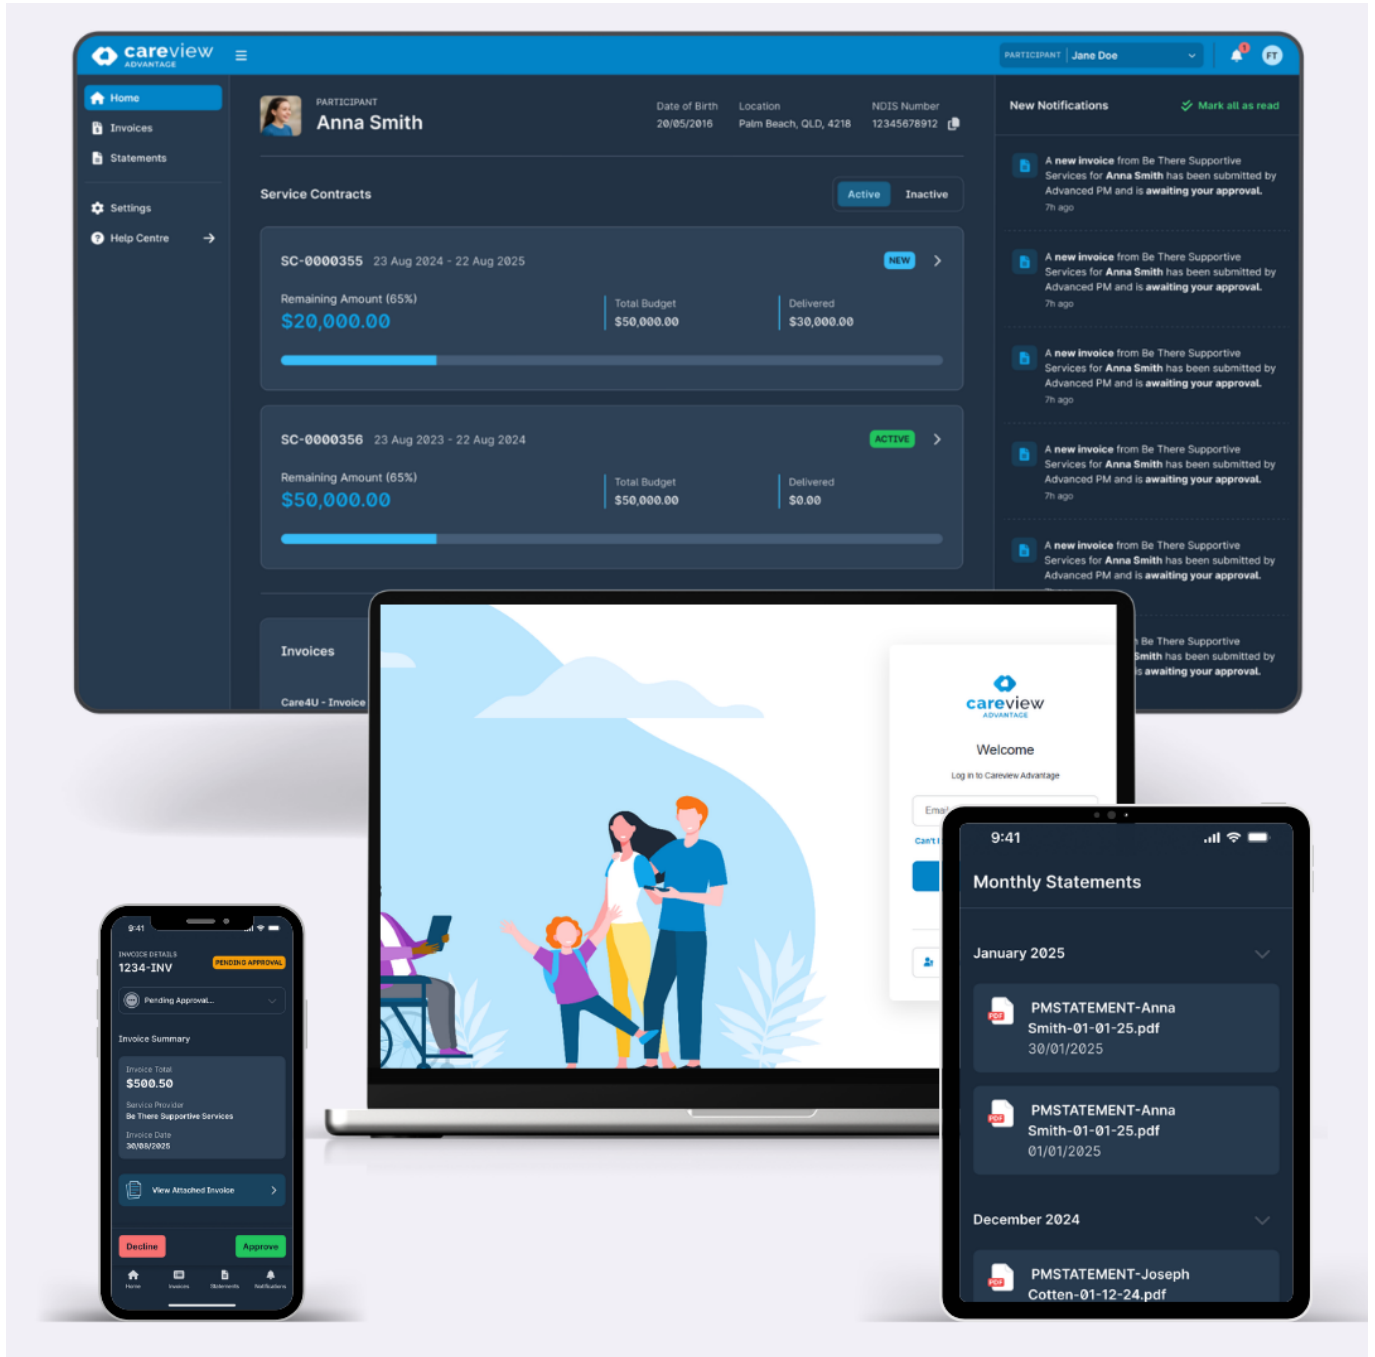 careview
ADVANTAGE
PARTICIPANT Jane Doe
1
FT
Home
Invoices
Statements
Settings
Help Centre
PARTICIPANT
Anna Smith
Date of Birth
20/05/2016
Location
Palm Beach, QLD, 4218
NDIS Number
12345678912
Service Contracts
Active
Inactive
SC-0000355 23 Aug 2024 - 22 Aug 2025
NEW
Remaining Amount (65%)
$20,000.00
Total Budget
$50,000.00
Delivered
$30,000.00
SC-0000356 23 Aug 2023 - 22 Aug 2024
ACTIVE
Remaining Amount (65%)
$50,000.00
Total Budget
$50,000.00
Delivered
$0.00
Invoices
Care4U - Invoice
New Notifications
Mark all as read
A new invoice from Be There Supportive
Services for Anna Smith has been submitted by
Advanced PM and is awaiting your approval.
7h ago
A new invoice from Be There Supportive
Services for Anna Smith has been submitted by
Advanced PM and is awaiting your approval.
7h ago
A new invoice from Be There Supportive
Services for Anna Smith has been submitted by
Advanced PM and is awaiting your approval.
7h ago
A new invoice from Be There Supportive
Services for Anna Smith has been submitted by
Advanced PM and is awaiting your approval.
7h ago
A new invoice from Be There Supportive
Services for Anna Smith has been submitted by
Advanced PM and is awaiting your approval.
Be There Supportive
Smith has been submitted by
is awaiting your approval.
careview
ADVANTAGE
Welcome
Log in to Careview Advantage
Email
Can't l
9:41
INVOICE DETAILS
1234-INV
PENDING APPROVAL
Pending Approval...
Invoice Summary
Invoice Total
$500.50
Service Provider
Be There Supportive Services
Invoice Date
30/08/2025
View Attached Invoice
Decline
Approve
Home
Invoices
Statements
Notifications
9:41
Monthly Statements
January 2025
PDF
PMSTATEMENT-Anna
Smith-01-01-25.pdf
30/01/2025
PDF
PMSTATEMENT-Anna
Smith-01-01-25.pdf
01/01/2025
December 2024
PDF
PMSTATEMENT-Joseph
Cotten-01-12-24.pdf